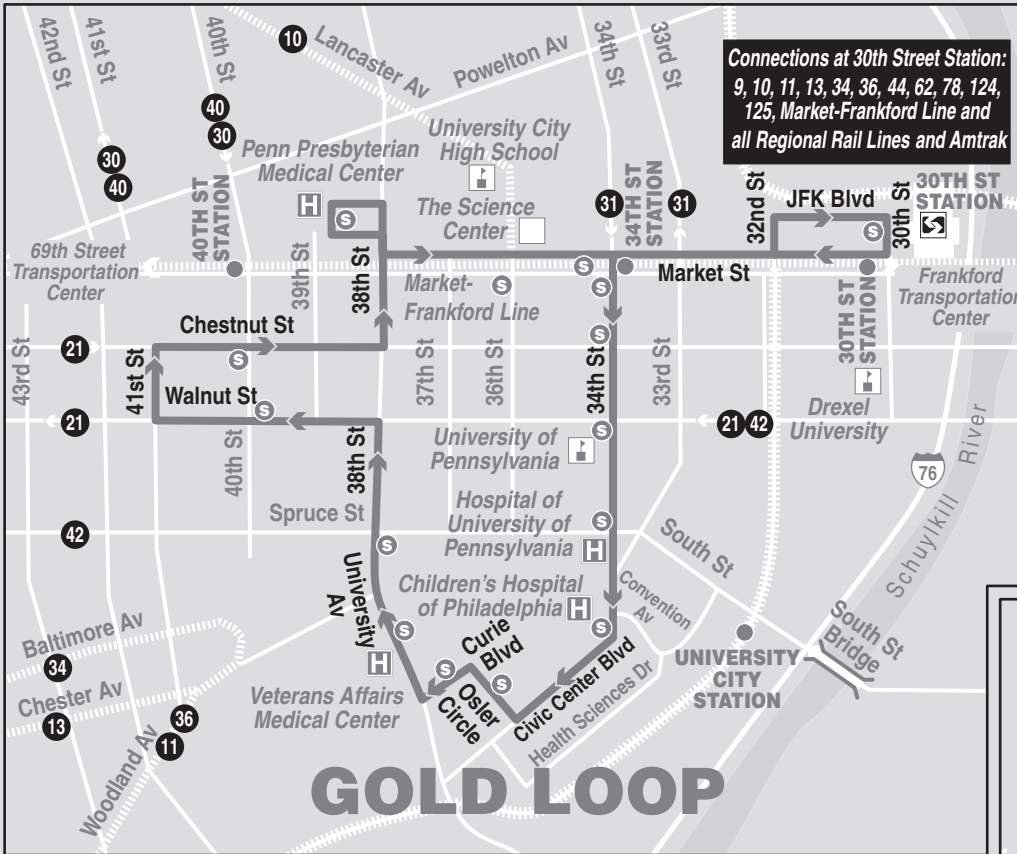 42nd St
41st St
40th St
10
Lancaster Av
Powelton Av
34th St
33rd St
Connections at 30th Street Station:
9, 10, 11, 13, 34, 36, 44, 62, 78, 124,
125, Market-Frankford Line and
all Regional Rail Lines and Amtrak
40
30
30
40
Penn Presbyterian
Medical Center
H
S
University City
High School
The Science
Center
40TH ST
STATION
31
34TH ST
STATION
31
32nd St
JFK Blvd
30th St
S
30TH ST
STATION
69th Street
Transportation
Center
39th St
38th St
Market-
Frankford Line
S
S
S
Market St
Frankford
Transportation
Center
30TH ST
STATION
43rd St
21
Chestnut St
S
41st St
Walnut St
S
37th St
36th St
S
34th St
33rd St
Drexel
University
21
40th St
38th St
University of
Pennsylvania
S
21
42
76
Schuylkill River
Spruce St
42
S
Hospital of
University of
Pennsylvania
S
H
South St
University
Av
Children's Hospital
of Philadelphia
H
S
Convention
Av
South St
Bridge
Baltimore Av
34
Chester Av
13
S
H
Veterans Affairs
Medical Center
S
Curie
Blvd
S
Osler
Circle
Civic Center Blvd
Health Sciences Dr
UNIVERSITY
CITY
STATION
36
11
Woodland Av
GOLD LOOP